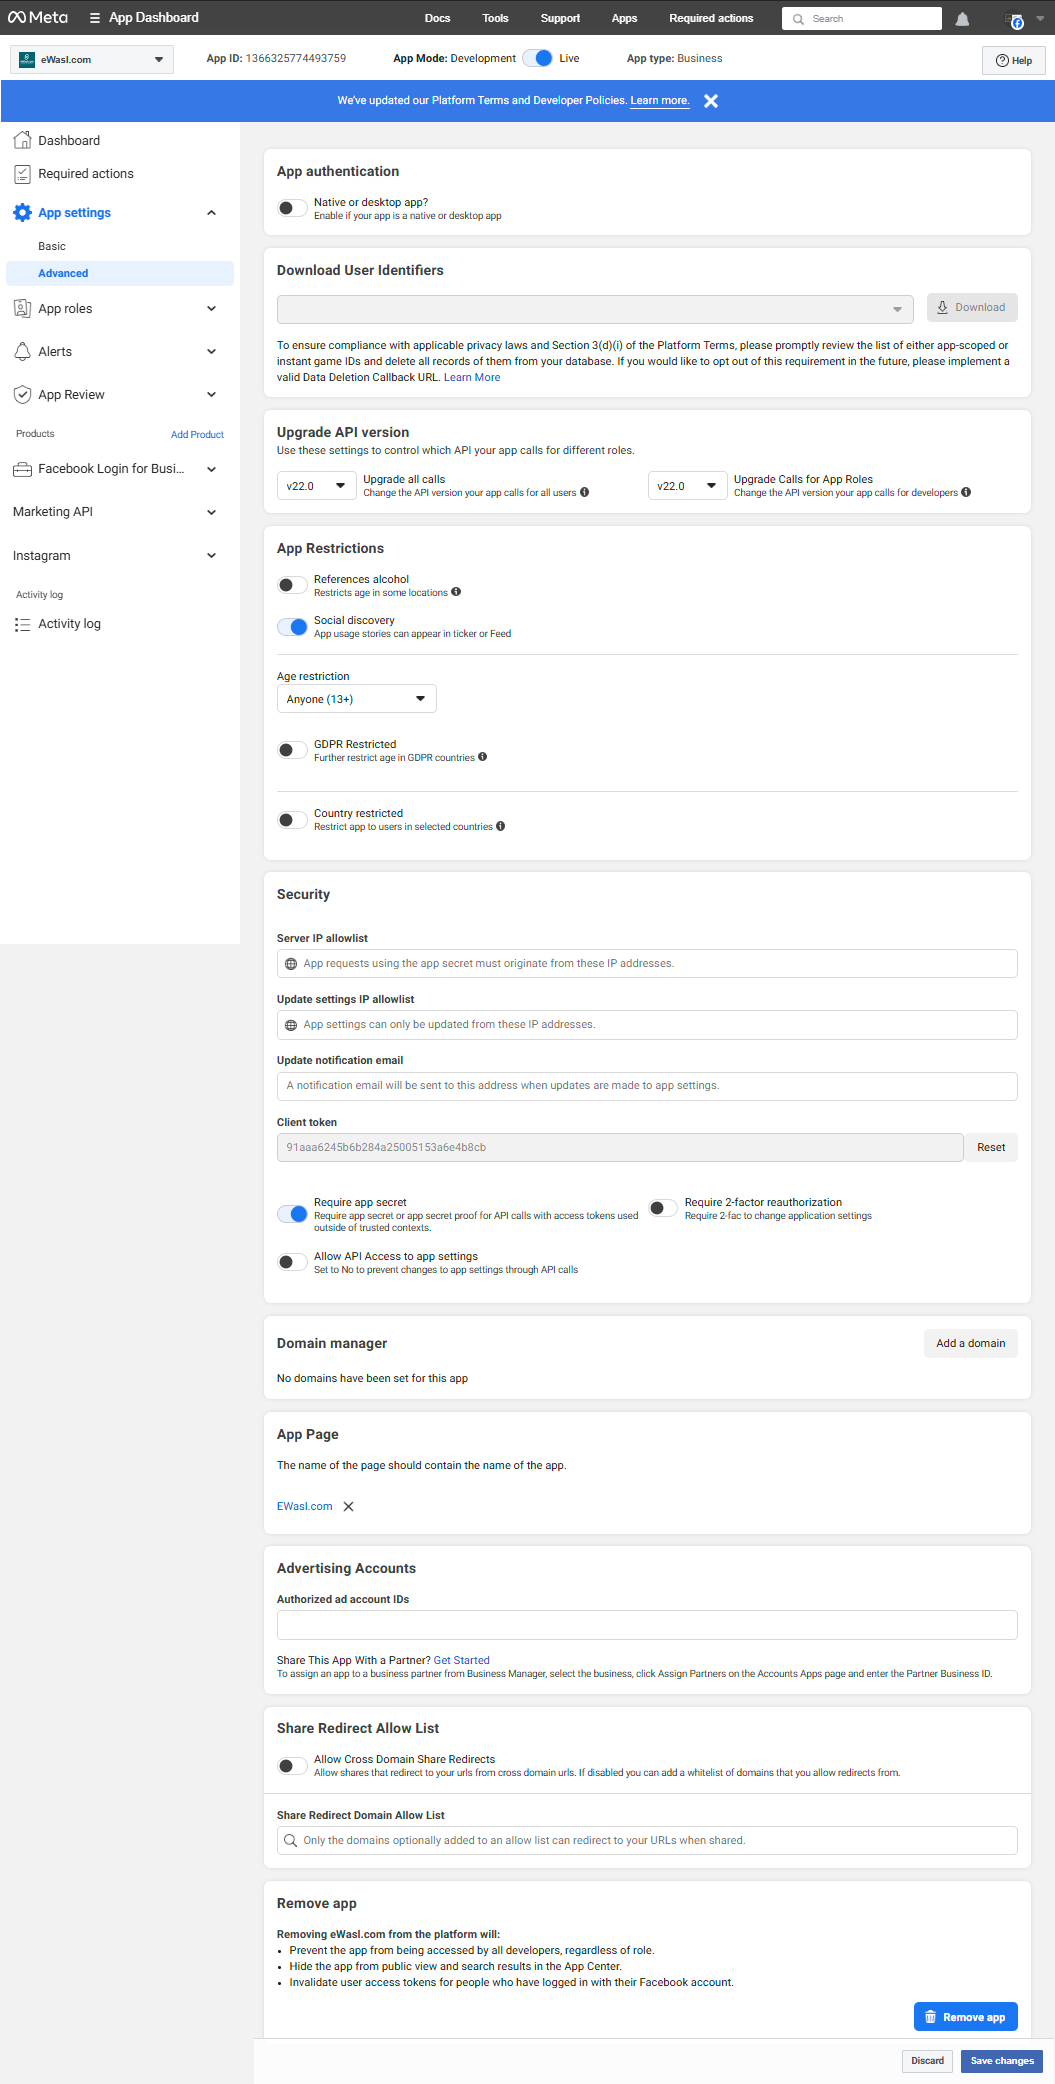 Meta
App Dashboard
Docs
Tools
Support
Apps
Required actions
Search
eWasl.com
App ID: 1366325774493759
App Mode: Development
Live
App type: Business
Help
We've updated our Platform Terms and Developer Policies. Learn more.
Dashboard
Required actions
App settings
Basic
Advanced
App roles
Alerts
App Review
Products
Add Product
Facebook Login for Busi...
Marketing API
Instagram
Activity log
Activity log
App authentication
Native or desktop app?
Enable if your app is a native or desktop app
Download User Identifiers
Download
To ensure compliance with applicable privacy laws and Section 3(d)(i) of the Platform Terms, please promptly review the list of either app-scoped or
instant game IDs and delete all records of them from your database. If you would like to opt out of this requirement in the future, please implement a
valid Data Deletion Callback URL. Learn More
Upgrade API version
Use these settings to control which API your app calls for different roles.
v22.0
Upgrade all calls
Change the API version your app calls for all users
v22.0
Upgrade Calls for App Roles
Change the API version your app calls for developers
App Restrictions
References alcohol
Restricts age in some locations
Social discovery
App usage stories can appear in ticker or Feed
Age restriction
Anyone (13+)
GDPR Restricted
Further restrict age in GDPR countries
Country restricted
Restrict app to users in selected countries
Security
Server IP allowlist
App requests using the app secret must originate from these IP addresses.
Update settings IP allowlist
App settings can only be updated from these IP addresses.
Update notification email
A notification email will be sent to this address when updates are made to app settings.
Client token
91aaa6245b6b284a25005153a6e4b8cb
Reset
Require app secret
Require app secret or app secret proof for API calls with access tokens used
outside of trusted contexts.
Require 2-factor reauthorization
Require 2-fac to change application settings
Allow API Access to app settings
Set to No to prevent changes to app settings through API calls
Domain manager
Add a domain
No domains have been set for this app
App Page
The name of the page should contain the name of the app.
EWasl.com
Advertising Accounts
Authorized ad account IDs
Share This App With a Partner? Get Started
To assign an app to a business partner from Business Manager, select the business, click Assign Partners on the Accounts Apps page and enter the Partner Business ID.
Share Redirect Allow List
Allow Cross Domain Share Redirects
Allow shares that redirect to your urls from cross domain urls. If disabled you can add a whitelist of domains that you allow redirects from.
Share Redirect Domain Allow List
Only the domains optionally added to an allow list can redirect to your URLs when shared.
Remove app
Removing eWasl.com from the platform will:
• Prevent the app from being accessed by all developers, regardless of role.
• Hide the app from public view and search results in the App Center.
• Invalidate user access tokens for people who have logged in with their Facebook account.
Remove app
Discard
Save changes